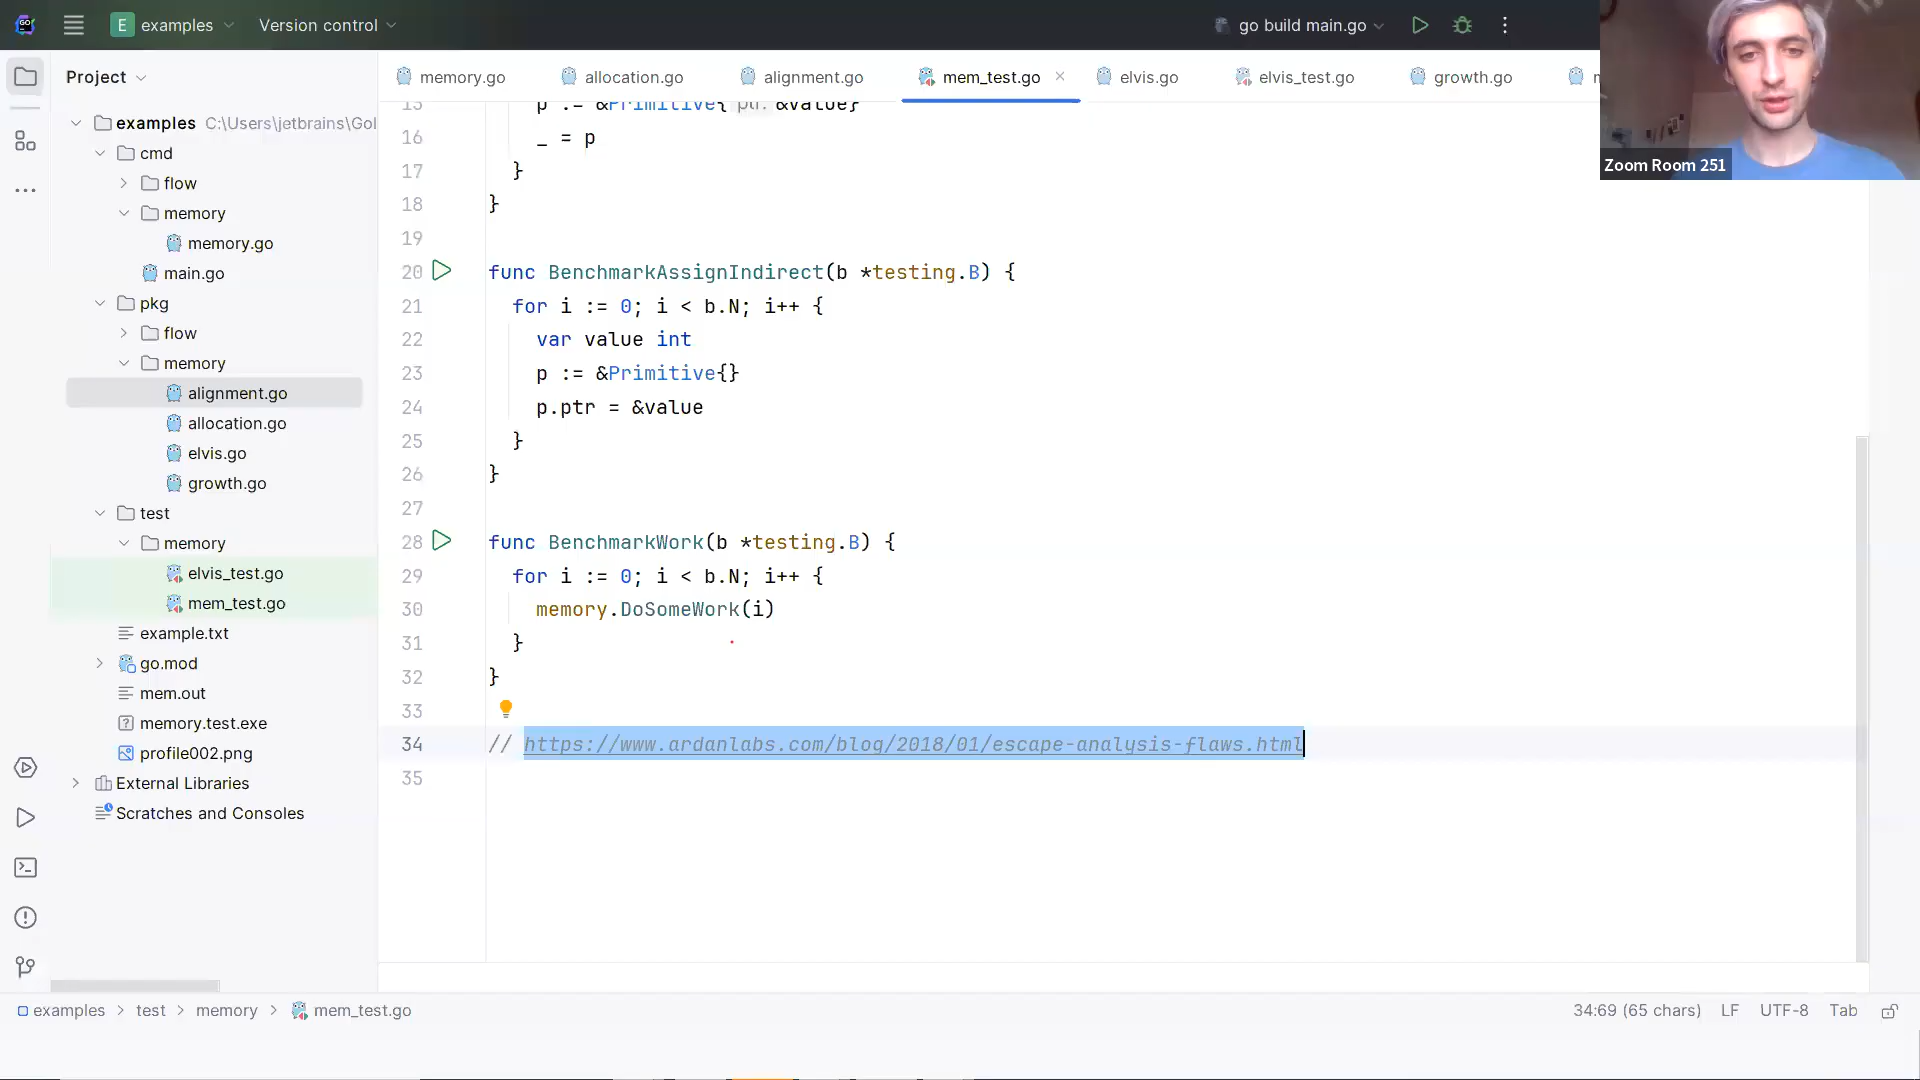 GO
E examples
Version control
go build main.go
Project
memory.go
allocation.go
alignment.go
mem_test.go
elvis.go
elvis_test.go
growth.go
Zoom Room 251
examples C:\Users\jetbrains\Gol
cmd
flow
memory
memory.go
main.go
pkg
flow
memory
alignment.go
allocation.go
elvis.go
growth.go
test
memory
elvis_test.go
mem_test.go
example.txt
go.mod
mem.out
memory.test.exe
profile002.png
External Libraries
Scratches and Consoles
15 p := &Primitive{ ptr: &value}
16 _ = p
17 }
18 }
19
20 func BenchmarkAssignIndirect(b *testing.B) {
21 for i := 0; i < b.N; i++ {
22 var value int
23 p := &Primitive{}
24 p.ptr = &value
25 }
26 }
27
28 func BenchmarkWork(b *testing.B) {
29 for i := 0; i < b.N; i++ {
30 memory.DoSomeWork(i)
31 }
32 }
33
34 // https://www.ardanlabs.com/blog/2018/01/escape-analysis-flaws.html
35
examples > test > memory > mem_test.go
34:69 (65 chars) LF UTF-8 Tab